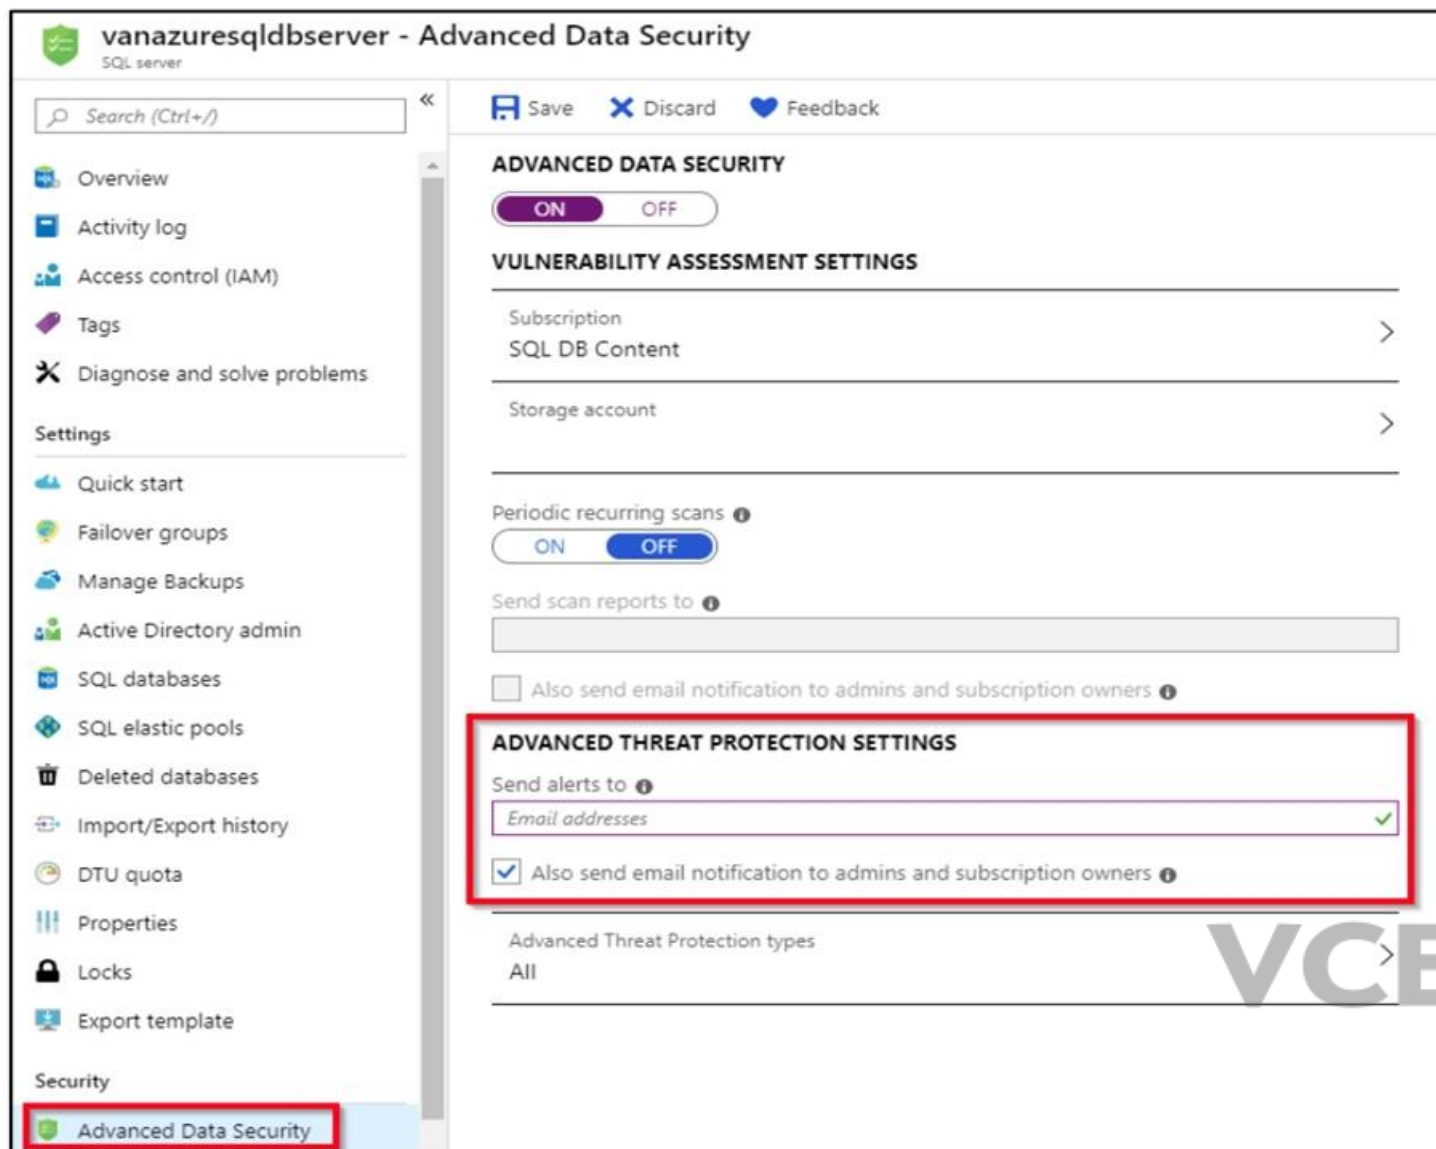 vanazuresqldbserver - Advanced Data Security
SQL server
Search (Ctrl+/)
«
Overview
Activity log
Access control (IAM)
Tags
Diagnose and solve problems
Settings
Quick start
Failover groups
Manage Backups
Active Directory admin
SQL databases
SQL elastic pools
Deleted databases
Import/Export history
DTU quota
Properties
Locks
Export template
Security
Advanced Data Security
Save Discard Feedback
ADVANCED DATA SECURITY
ON OFF
VULNERABILITY ASSESSMENT SETTINGS
Subscription
SQL DB Content
Storage account
Periodic recurring scans
ON OFF
Send scan reports to
Also send email notification to admins and subscription owners
ADVANCED THREAT PROTECTION SETTINGS
Send alerts to
Email addresses
Also send email notification to admins and subscription owners
Advanced Threat Protection types
All
VCE